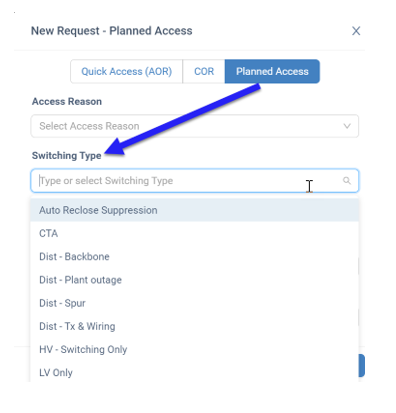 New Request - Planned Access
X
Quick Access (AOR)
COR
Planned Access
Access Reason
Select Access Reason
Switching Type
Type or select Switching Type
Auto Reclose Suppression
CTA
Dist - Backbone
Dist - Plant outage
Dist - Spur
Dist - Tx & Wiring
HV - Switching Only
LV Only